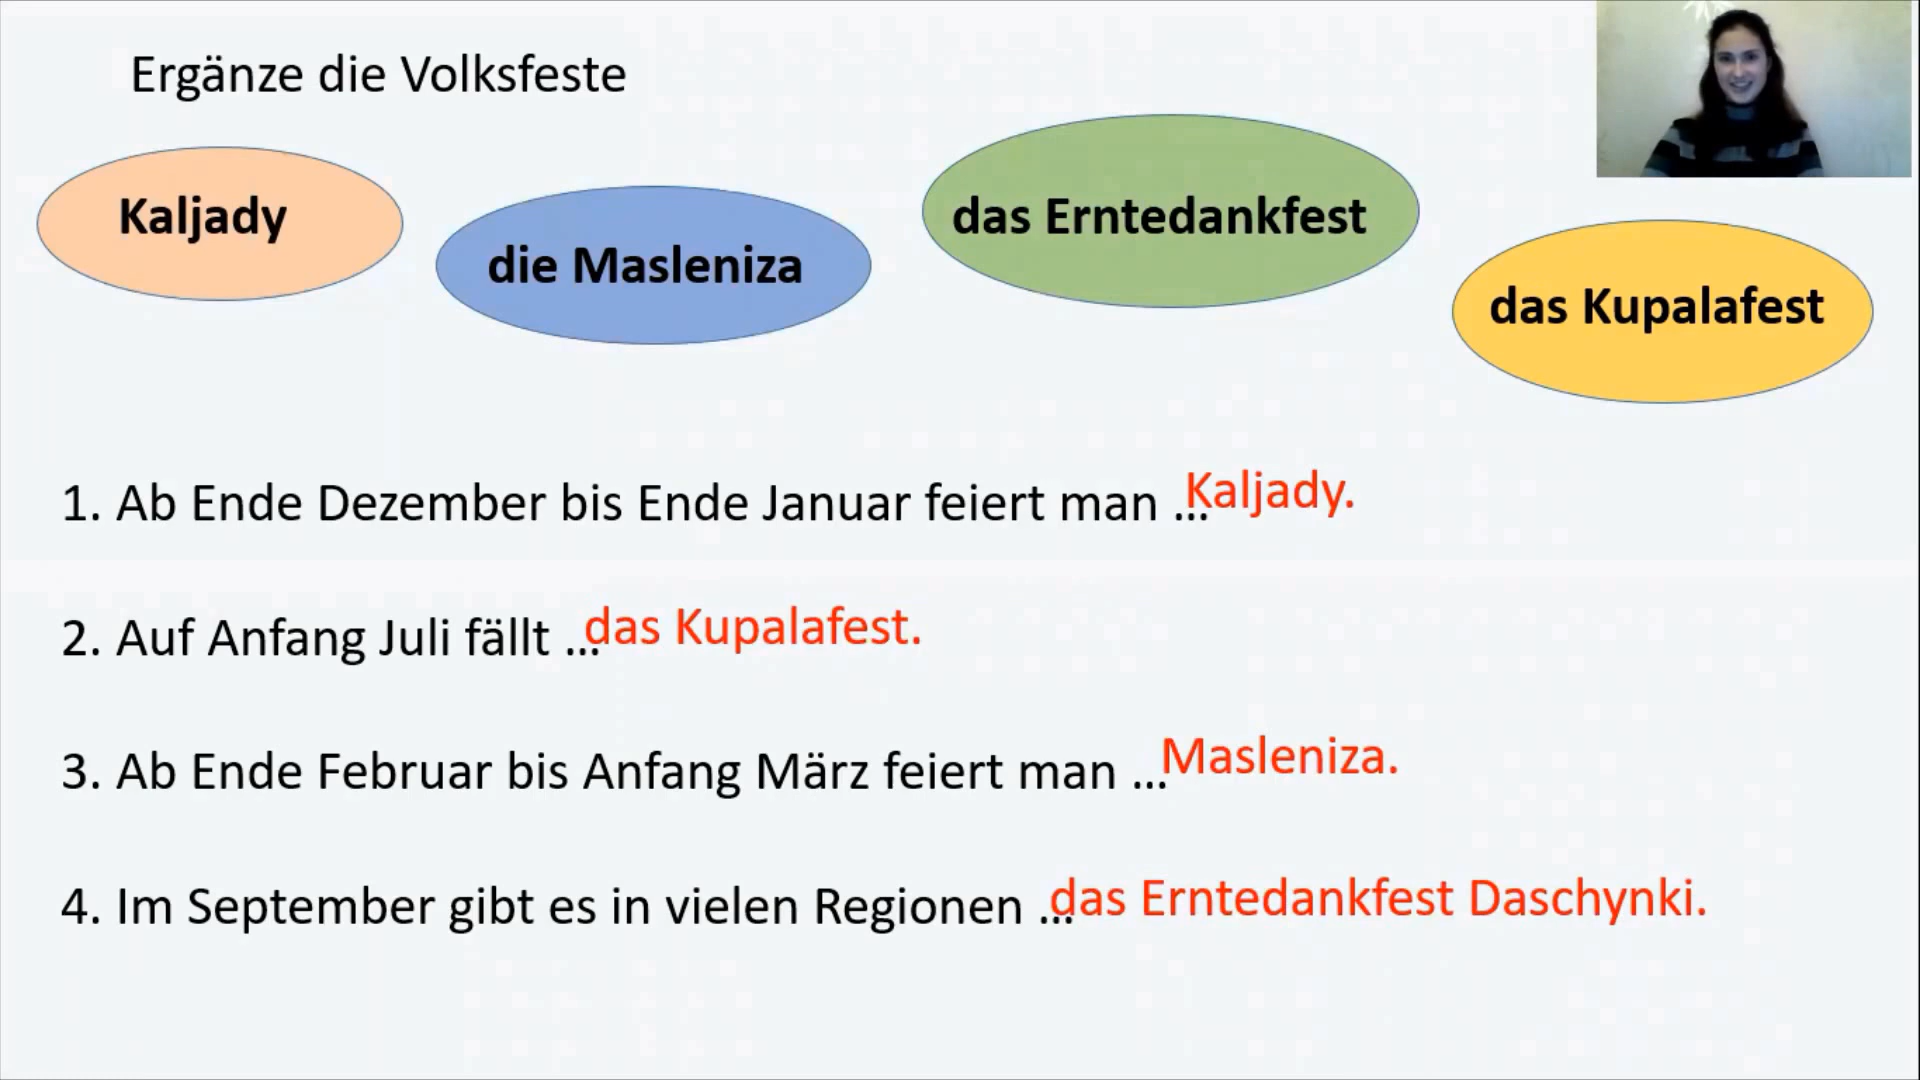 Ergänze die Volksfeste
Kaljady
die Masleniza
das Erntedankfest
das Kupalafest
1. Ab Ende Dezember bis Ende Januar feiert man ...Kaljady.
2. Auf Anfang Juli fällt ...das Kupalafest.
3. Ab Ende Februar bis Anfang März feiert man ...Masleniza.
4. Im September gibt es in vielen Regionen ...das Erntedankfest Daschynki.